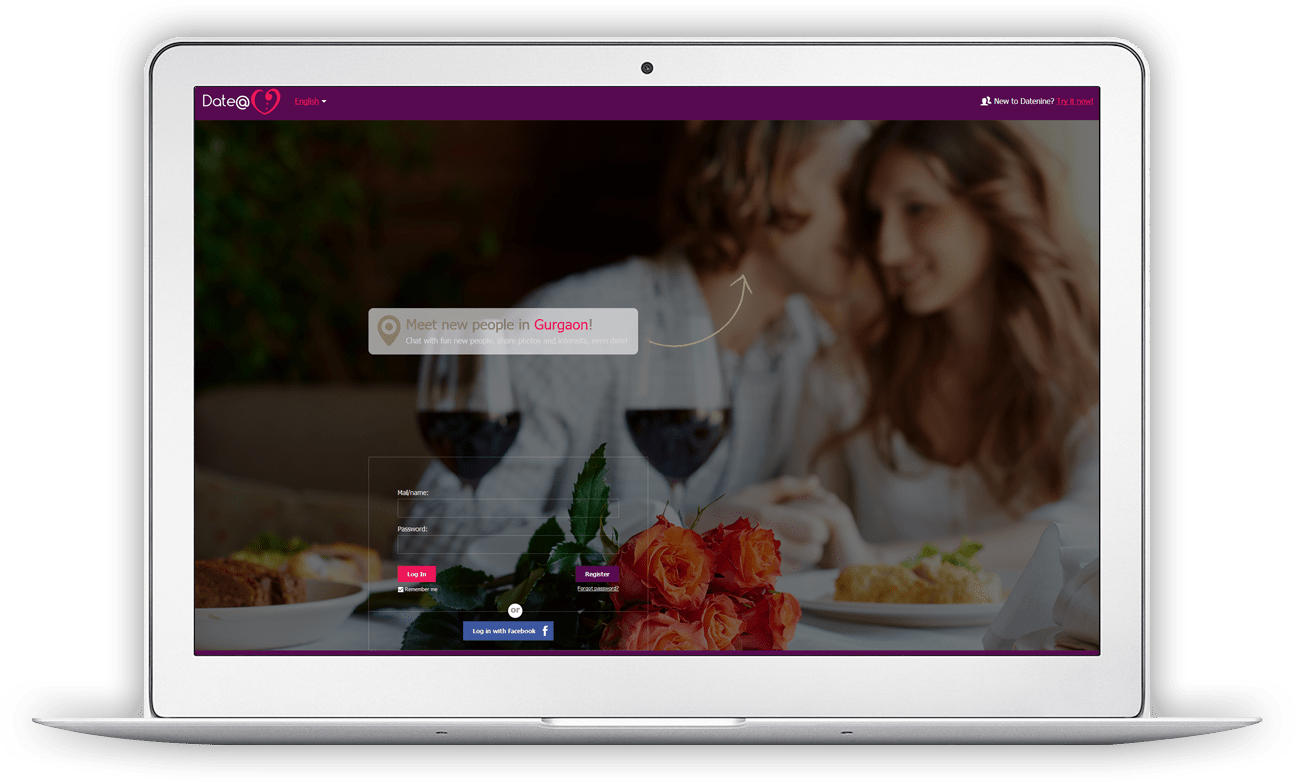 Date@
English
New to Datenine? Try it now!
Meet new people in Gurgaon!
Chat with fun new people, share photos and interests, even date!
Mail/name:
Password:
Log In
Register
Remember me
Forgot password?
or
Log in with Facebook f